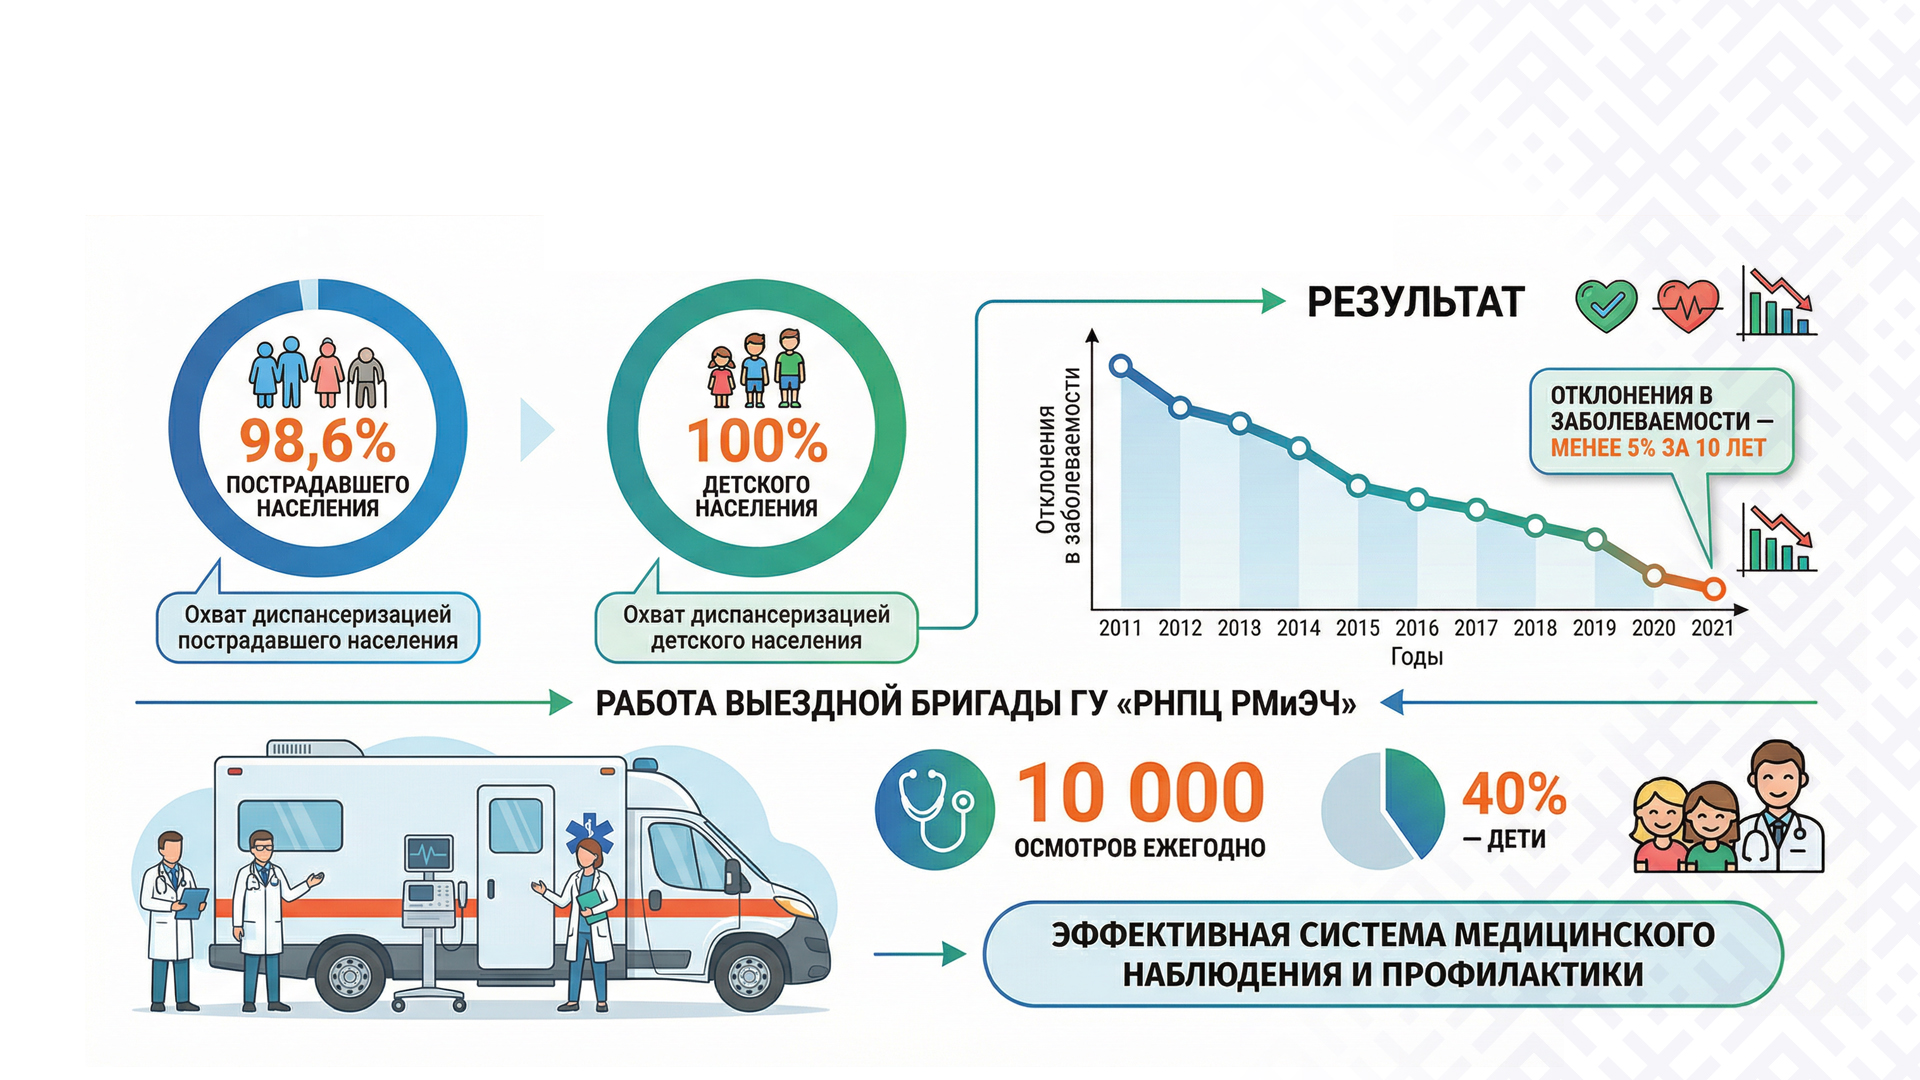 98,6%
ПОСТРАДАВШЕГО
НАСЕЛЕНИЯ
Охват диспансеризацией
пострадавшего населения
100%
ДЕТСКОГО
НАСЕЛЕНИЯ
Охват диспансеризацией
детского населения
РЕЗУЛЬТАТ
Отклонения
в заболеваемости
ОТКЛОНЕНИЯ В
ЗАБОЛЕВАЕМОСТИ —
МЕНЕЕ 5% ЗА 10 ЛЕТ
2011 2012 2013 2014 2015 2016 2017 2018 2019 2020 2021
Годы
РАБОТА ВЫЕЗДНОЙ БРИГАДЫ ГУ «РНПЦ РМиЭЧ»
10 000
ОСМОТРОВ ЕЖЕГОДНО
40%
— ДЕТИ
ЭФФЕКТИВНАЯ СИСТЕМА МЕДИЦИНСКОГО
НАБЛЮДЕНИЯ И ПРОФИЛАКТИКИ